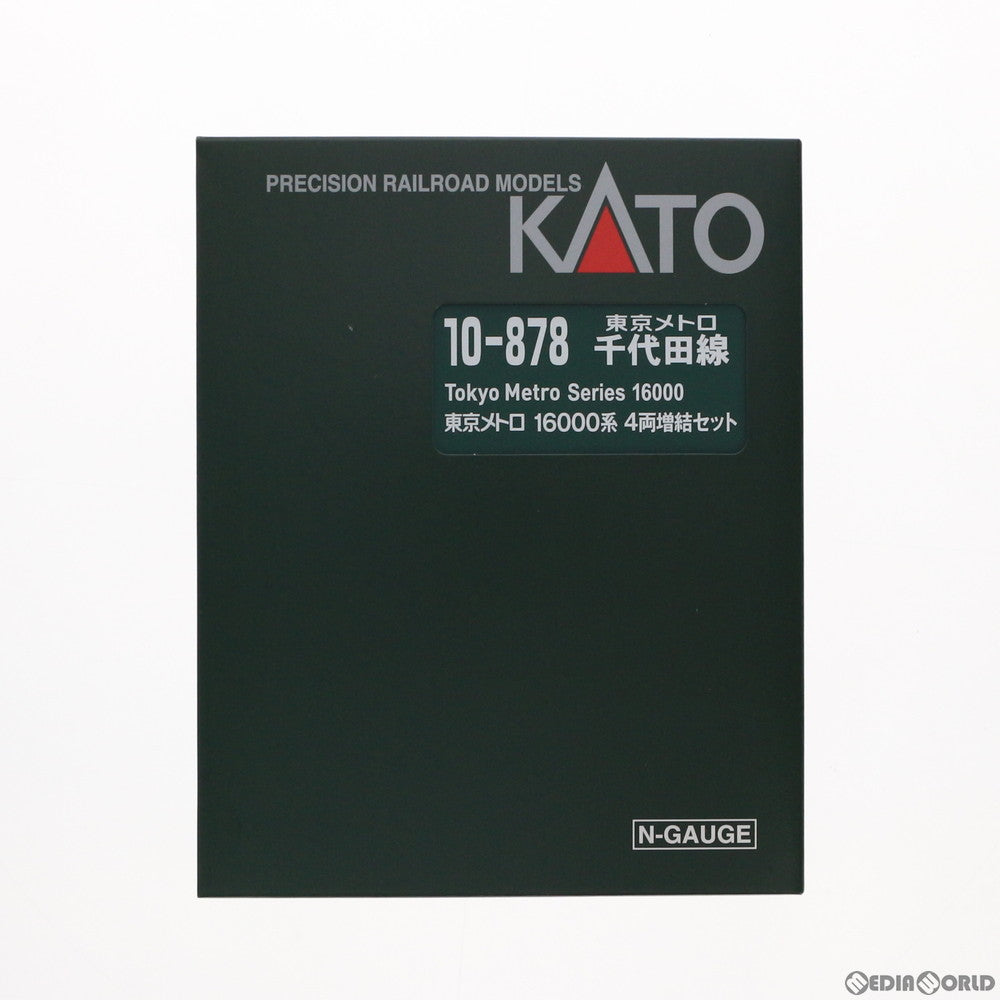 PRECISION RAILROAD MODELS
KATO
10-878 東京メトロ
千代田線
Tokyo Metro Series 16000
東京メトロ 16000系 4両増結セット
N-GAUGE
MEDIAWORLD